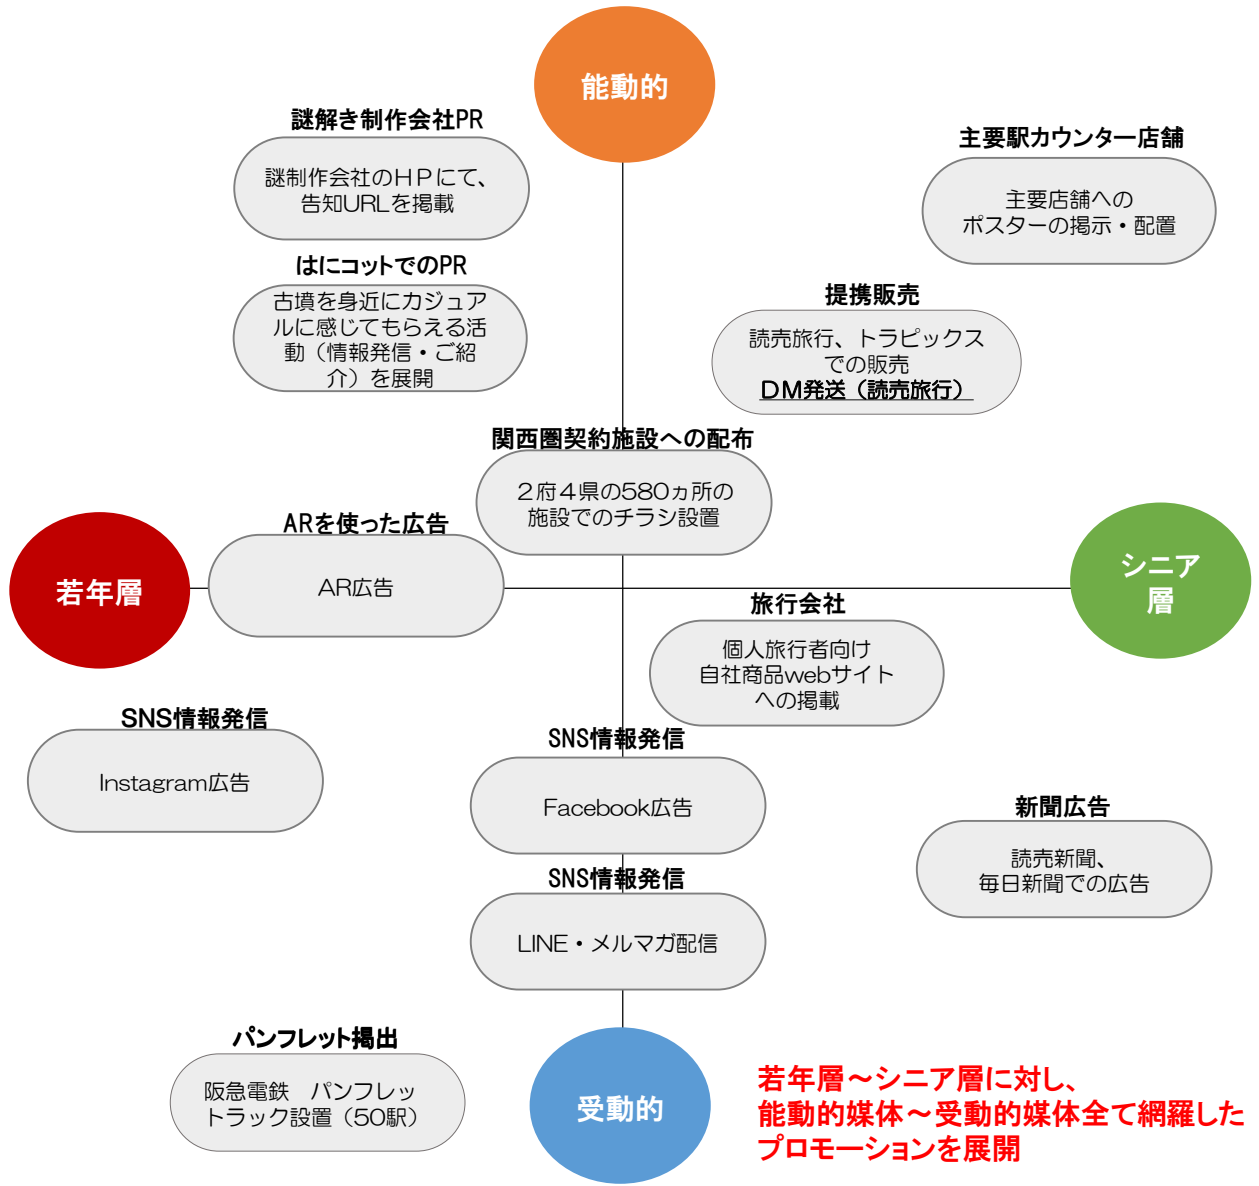 能動的
謎解き制作会社PR
謎制作会社のＨＰにて、
告知URLを掲載
主要駅カウンター店舗
主要店舗への
ポスターの掲示・配置
はにコットでのPR
古墳を身近にカジュア
ルに感じてもらえる活
動（情報発信・ご紹
介）を展開
提携販売
読売旅行、トラピックス
での販売
ＤＭ発送（読売旅行）
関西圏契約施設への配布
２府４県の580ヵ所の
施設でのチラシ設置
ARを使った広告
AR広告
若年層
シニア
層
旅行会社
個人旅行者向け
自社商品webサイト
への掲載
SNS情報発信
Instagram広告
SNS情報発信
Facebook広告
新聞広告
読売新聞、
毎日新聞での広告
SNS情報発信
LINE・メルマガ配信
パンフレット掲出
阪急電鉄　パンフレッ
トラック設置（50駅）
受動的
若年層～シニア層に対し、
能動的媒体～受動的媒体全て網羅した
プロモーションを展開